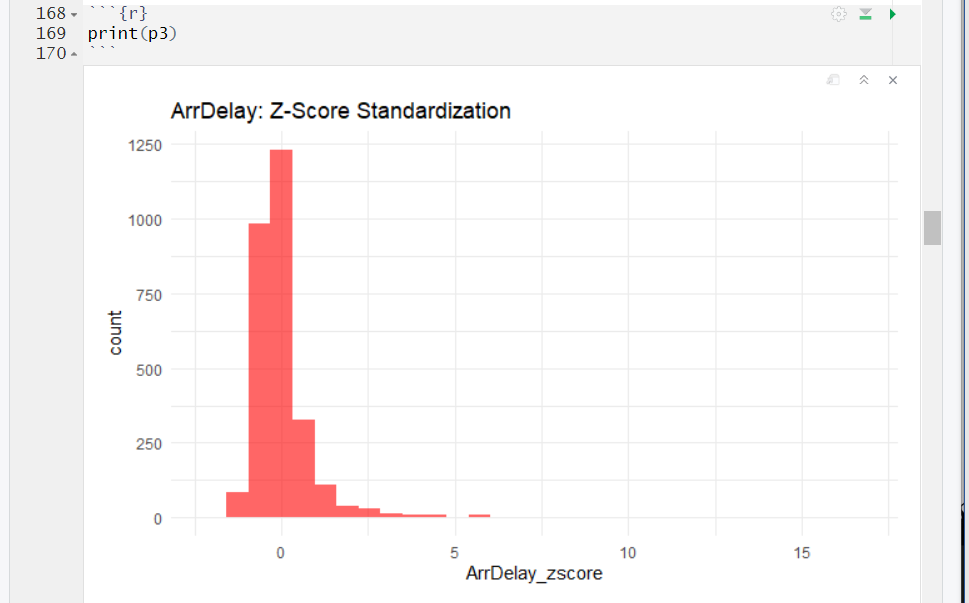 168 ```{r}
169 print(p3)
170 ```
ArrDelay: Z-Score Standardization
1250
1000
750
500
250
0
count
0 5 10 15
ArrDelay_zscore